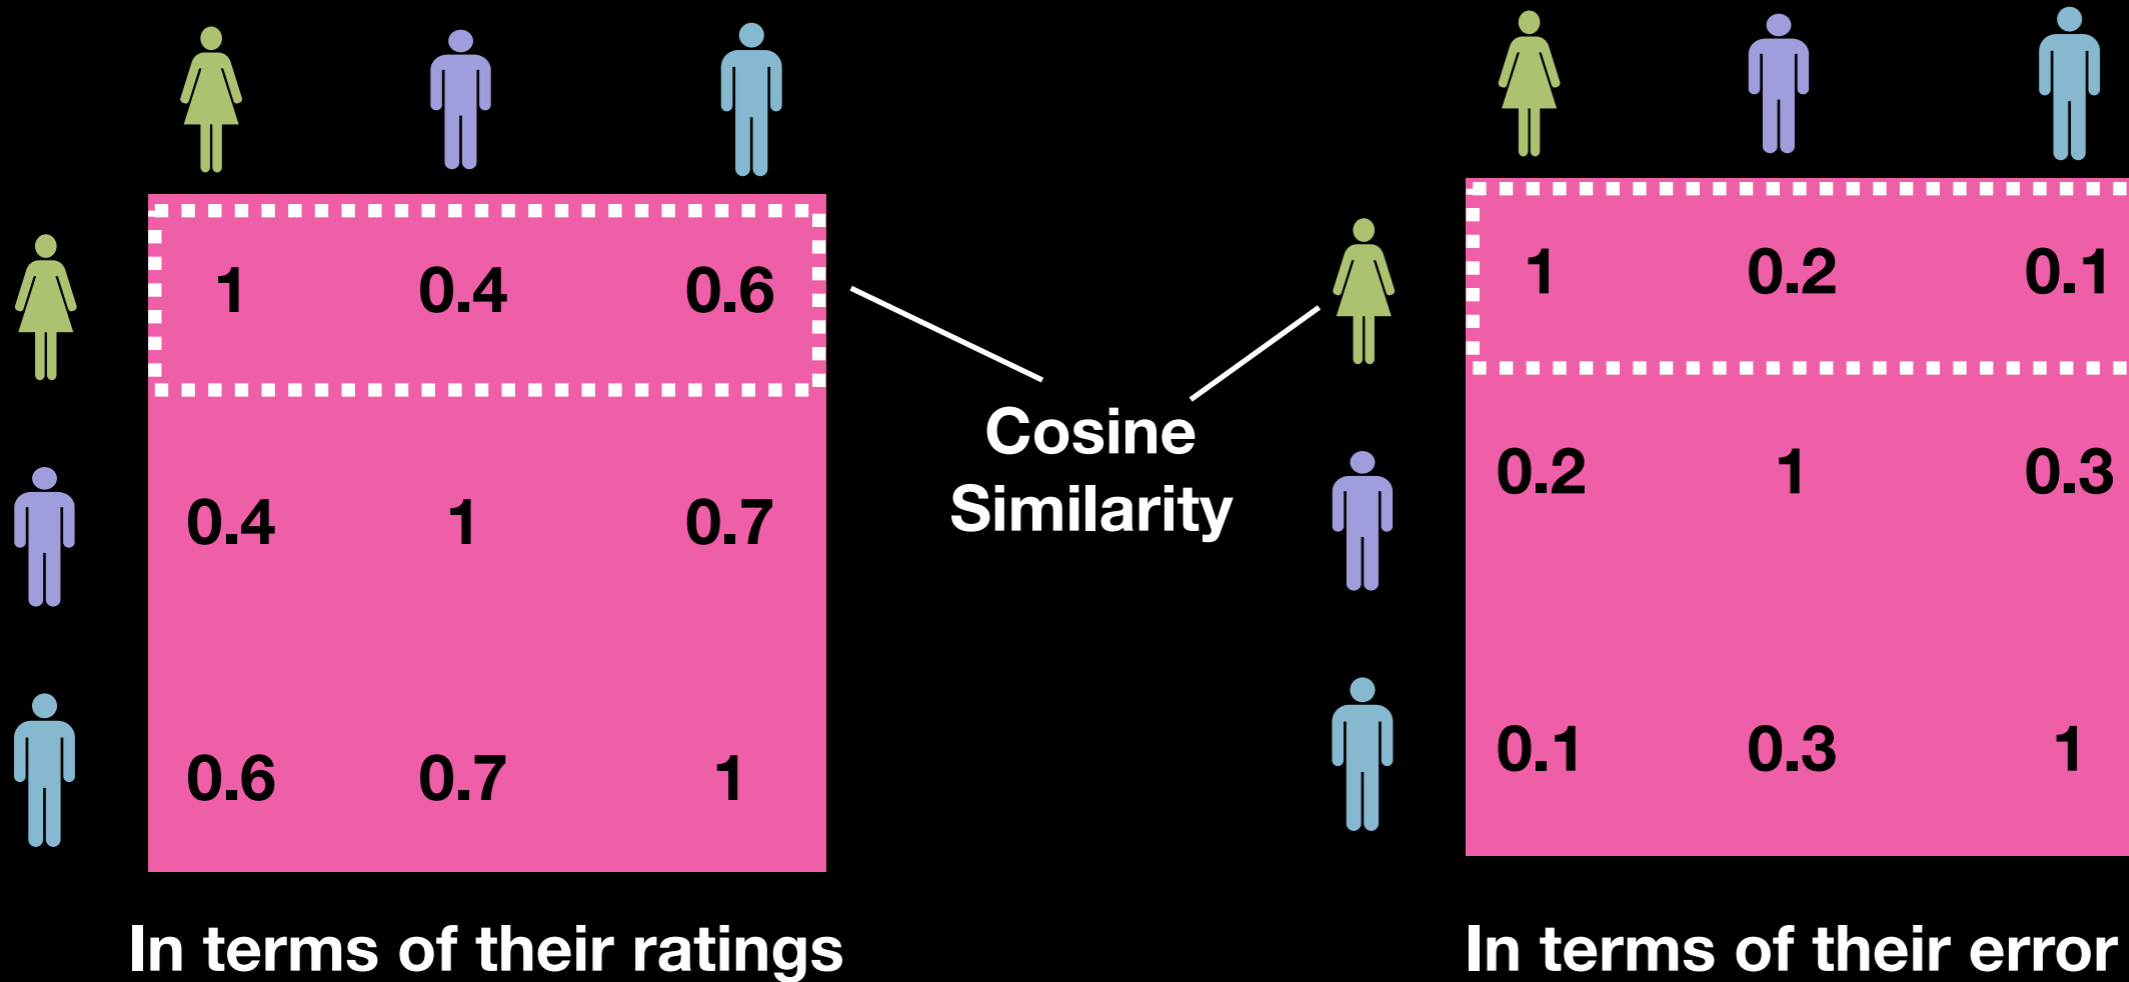 1 0.4 0.6
0.4 1 0.7
0.6 0.7 1
In terms of their ratings
Cosine
Similarity
1 0.2 0.1
0.2 1 0.3
0.1 0.3 1
In terms of their error